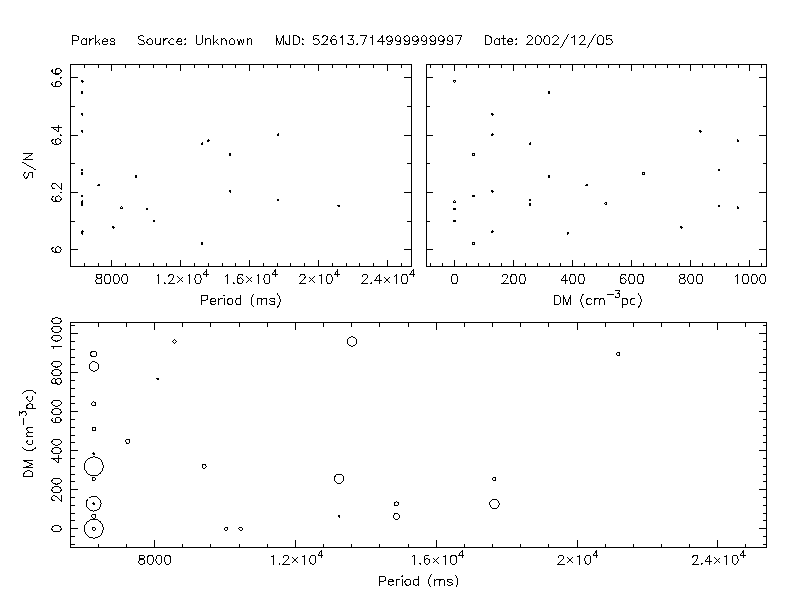 Parkes Source: Unknown MJD: 52613.714999999997 Date: 2002/12/05
S/N
6.6
6.4
6.2
6
8000 1.2×10⁴ 1.6×10⁴ 2×10⁴ 2.4×10⁴
Period (ms)
0 200 400 600 800 1000
DM (cm⁻³pc)
DM (cm⁻³pc)
1000
800
600
400
200
0
8000 1.2×10⁴ 1.6×10⁴ 2×10⁴ 2.4×10⁴
Period (ms)